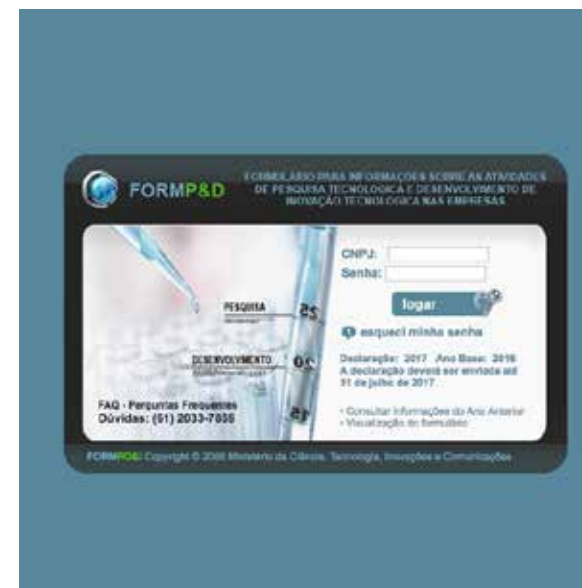 FORMP&D
FORMULÁRIO PARA INFORMAÇÕES SOBRE AS ATIVIDADES
DE PESQUISA TECNOLÓGICA E DESENVOLVIMENTO DE
INOVAÇÃO TECNOLÓGICA NAS EMPRESAS
CNPJ:
Senha:
logar
esqueci minha senha
PESQUISA
DESENVOLVIMENTO
25
20
15
Declaração: 2017 Ano Base: 2016
A declaração deverá ser enviada até
31 de julho de 2017
FAQ - Perguntas Frequentes
Dúvidas: (61)
- Consultar informações do Ano Anterior
- Visualização do formulário
FORMP&D Copyright © Ministério da Ciência, Tecnologia, Inovações e Comunicações